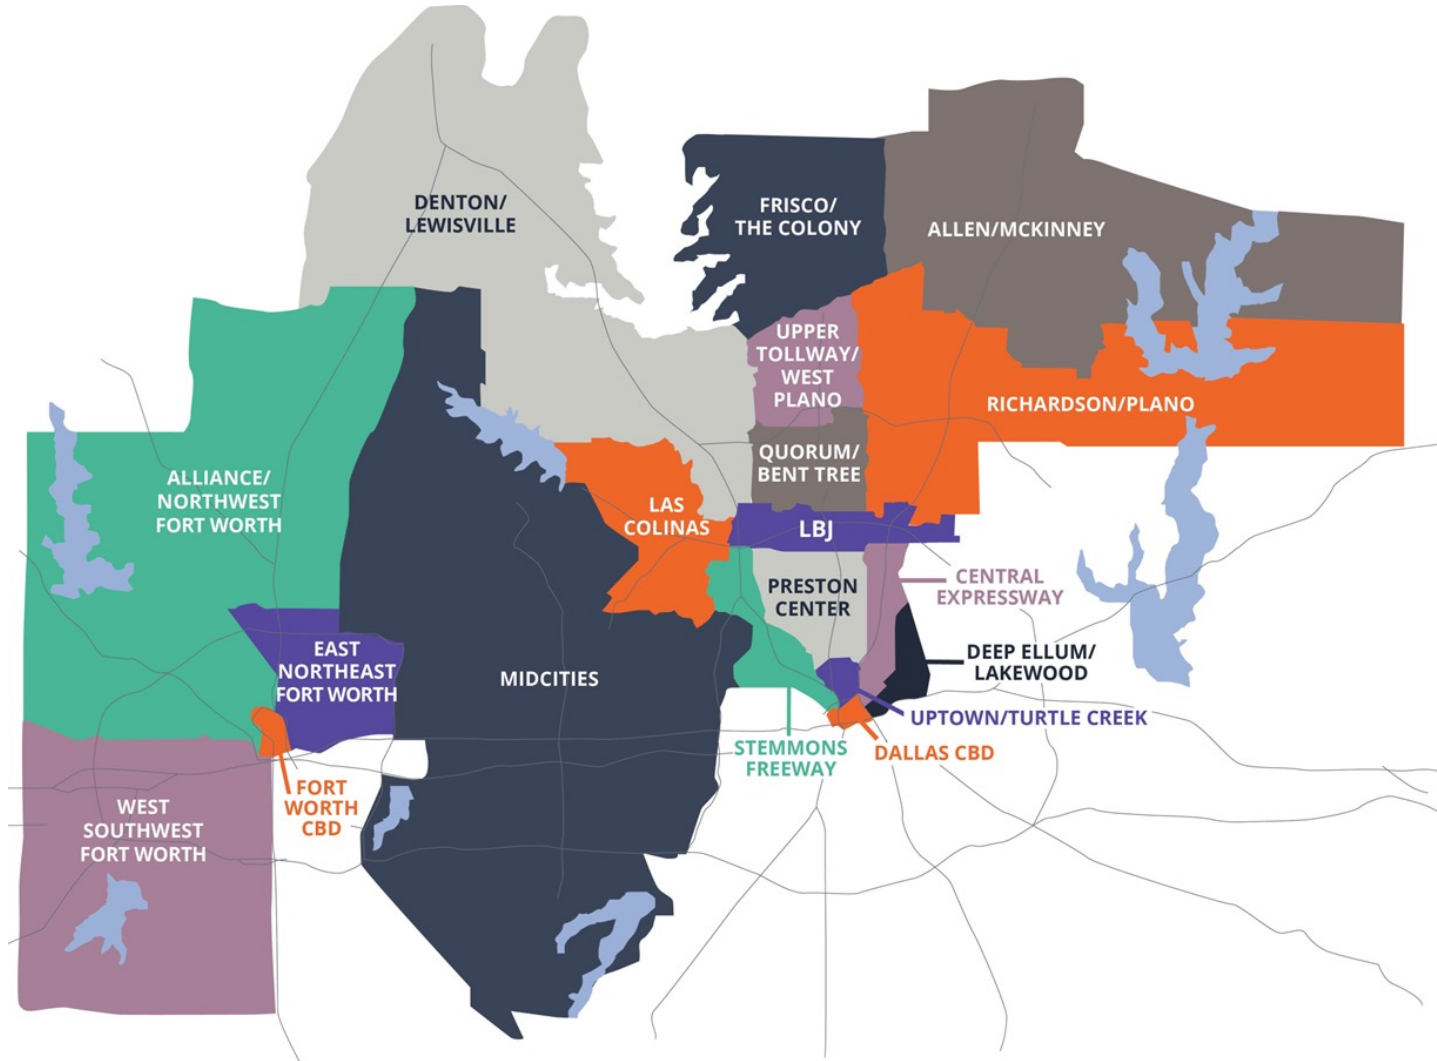 DENTON/
LEWISVILLE
FRISCO/
THE COLONY
ALLEN/MCKINNEY
UPPER
TOLLWAY/
WEST
PLANO
RICHARDSON/PLANO
QUORUM/
BENT TREE
ALLIANCE/
NORTHWEST
FORT WORTH
LAS
COLINAS
LBJ
PRESTON
CENTER
CENTRAL
EXPRESSWAY
EAST
NORTHEAST
FORT WORTH
MIDCITIES
DEEP ELLUM/
LAKEWOOD
UPTOWN/TURTLE CREEK
STEMMONS
FREEWAY
DALLAS CBD
FORT
WORTH
CBD
WEST
SOUTHWEST
FORT WORTH